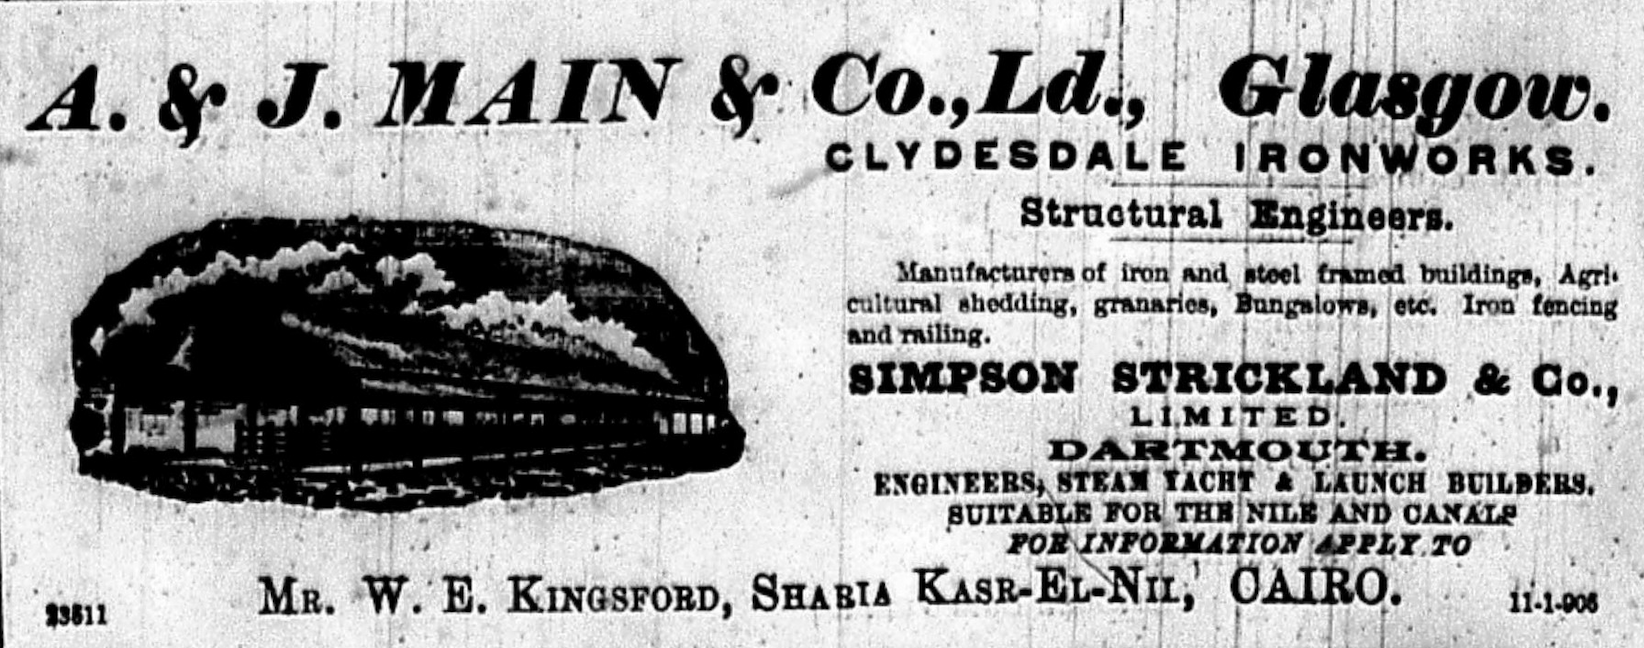 A. & J. MAIN & Co., Ld., Glasgow.
CLYDESDALE IRONWORKS.
Structural Engineers.
Manufacturers of iron and steel framed buildings, Agri-
cultural shedding, granaries, Bungalows, etc. Iron fencing
and railing.
SIMPSON STRICKLAND & Co.,
LIMITED.
DARTMOUTH.
ENGINEERS, STEAM YACHT & LAUNCH BUILDERS.
SUITABLE FOR THE NILE AND CANALS
FOR INFORMATION APPLY TO
MR. W. E. KINGSFORD, SHARIA KASR-EL-NIL, CAIRO.
11-1-906